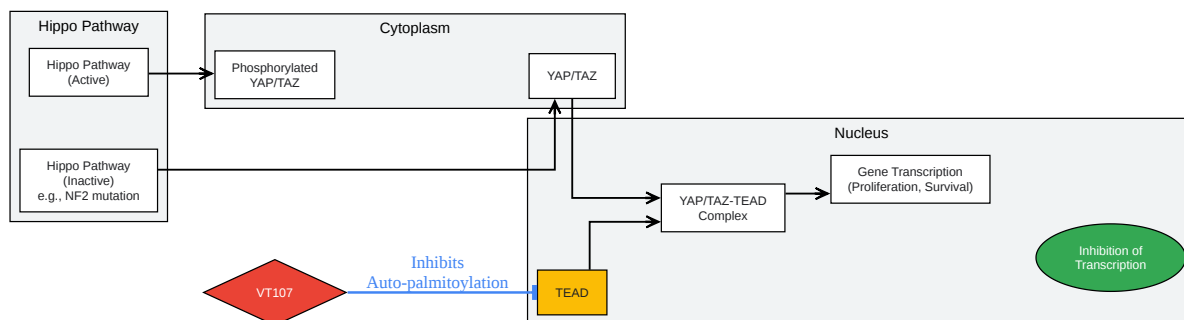 Hippo Pathway
Cytoplasm
Hippo Pathway
(Active)
Phosphorylated
YAP/TAZ
YAP/TAZ
Hippo Pathway
(Inactive)
e.g., NF2 mutation
Nucleus
Gene Transcription
(Proliferation, Survival)
YAP/TAZ-TEAD
Complex
Inhibition of
Transcription
Inhibits
Auto-palmitoylation
VT107
TEAD